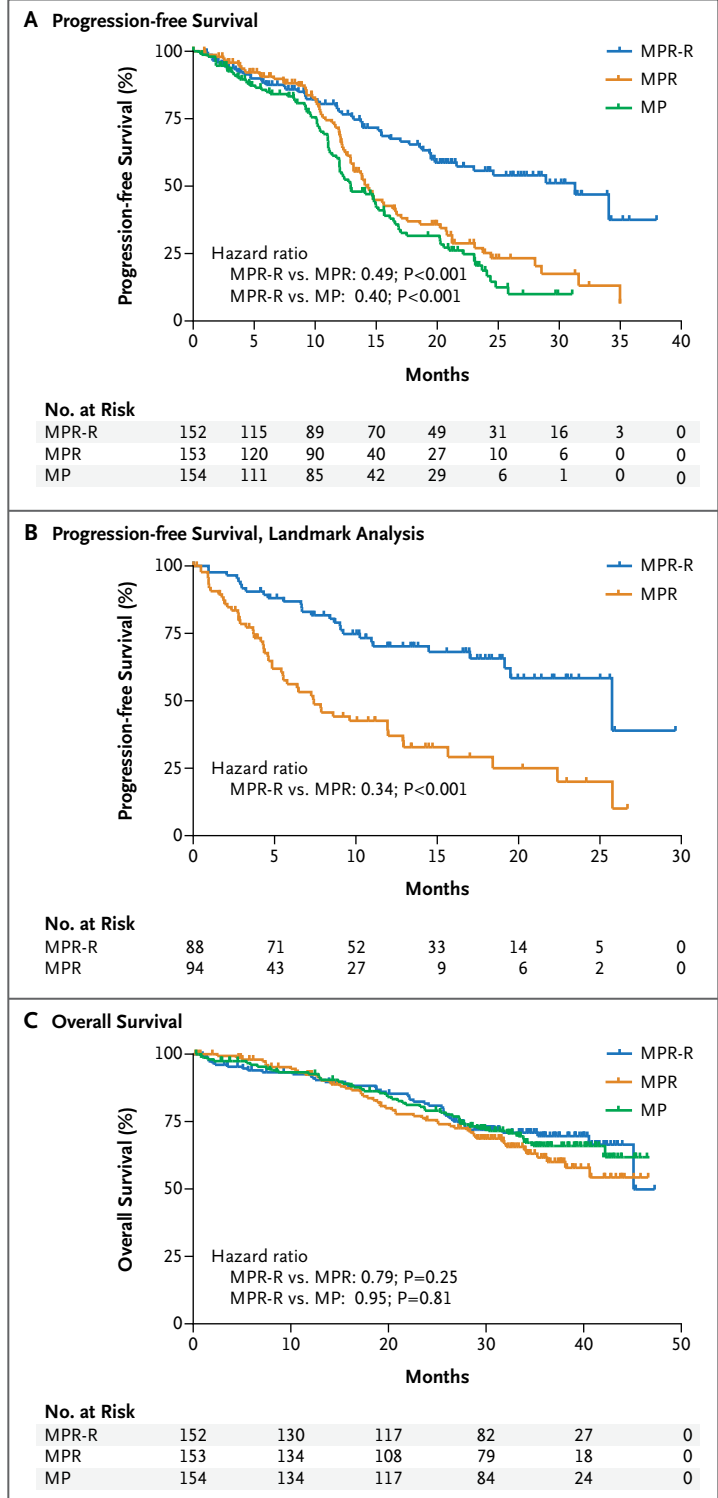 A Progression-free Survival
Progression-free Survival (%)
100
75
50
25
0
MPR-R
MPR
MP
Hazard ratio
MPR-R vs. MPR: 0.49; P<0.001
MPR-R vs. MP: 0.40; P<0.001
0 5 10 15 20 25 30 35 40
Months
No. at Risk
MPR-R 152 115 89 70 49 31 16 3 0
MPR 153 120 90 40 27 10 6 0 0
MP 154 111 85 42 29 6 1 0 0
B Progression-free Survival, Landmark Analysis
Progression-free Survival (%)
100
75
50
25
0
MPR-R
MPR
Hazard ratio
MPR-R vs. MPR: 0.34; P<0.001
0 5 10 15 20 25 30
Months
No. at Risk
MPR-R 88 71 52 33 14 5 0
MPR 94 43 27 9 6 2 0
C Overall Survival
Overall Survival (%)
100
75
50
25
0
MPR-R
MPR
MP
Hazard ratio
MPR-R vs. MPR: 0.79; P=0.25
MPR-R vs. MP: 0.95; P=0.81
0 10 20 30 40 50
Months
No. at Risk
MPR-R 152 130 117 82 27 0
MPR 153 134 108 79 18 0
MP 154 134 117 84 24 0